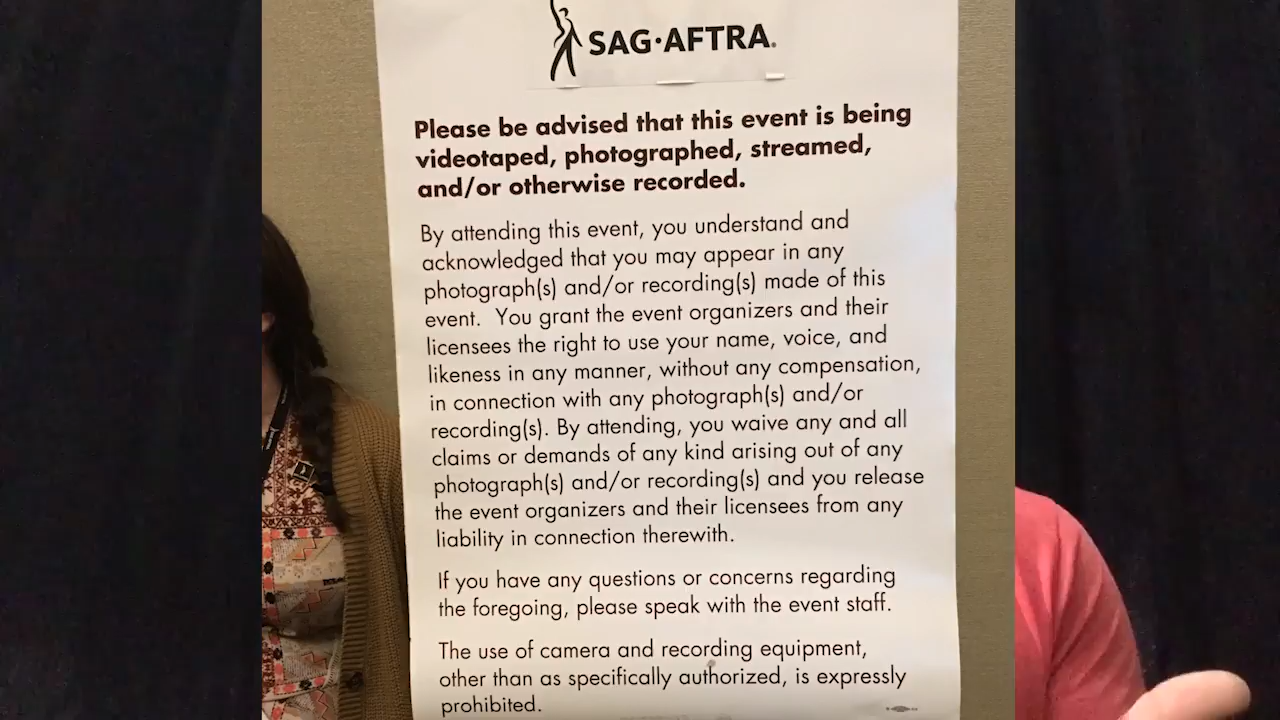 SAG·AFTRA.
Please be advised that this event is being
videotaped, photographed, streamed,
and/or otherwise recorded.
By attending this event, you understand and
acknowledged that you may appear in any
photograph(s) and/or recording(s) made of this
event. You grant the event organizers and their
licensees the right to use your name, voice, and
likeness in any manner, without any compensation,
in connection with any photograph(s) and/or
recording(s). By attending, you waive any and all
claims or demands of any kind arising out of any
photograph(s) and/or recording(s) and you release
the event organizers and their licensees from any
liability in connection therewith.
If you have any questions or concerns regarding
the foregoing, please speak with the event staff.
The use of camera and recording equipment,
other than as specifically authorized, is expressly
prohibited.